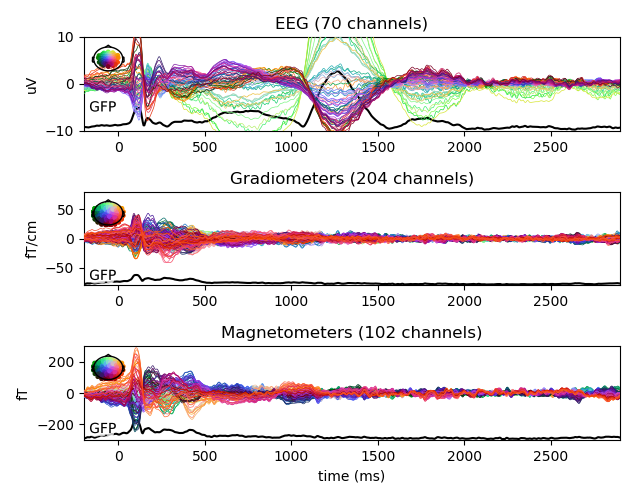 EEG (70 channels)
10
0
−10
uV
GFP
0 500 1000 1500 2000 2500
Gradiometers (204 channels)
50
0
−50
fT/cm
GFP
0 500 1000 1500 2000 2500
Magnetometers (102 channels)
200
0
−200
fT
GFP
0 500 1000 1500 2000 2500
time (ms)